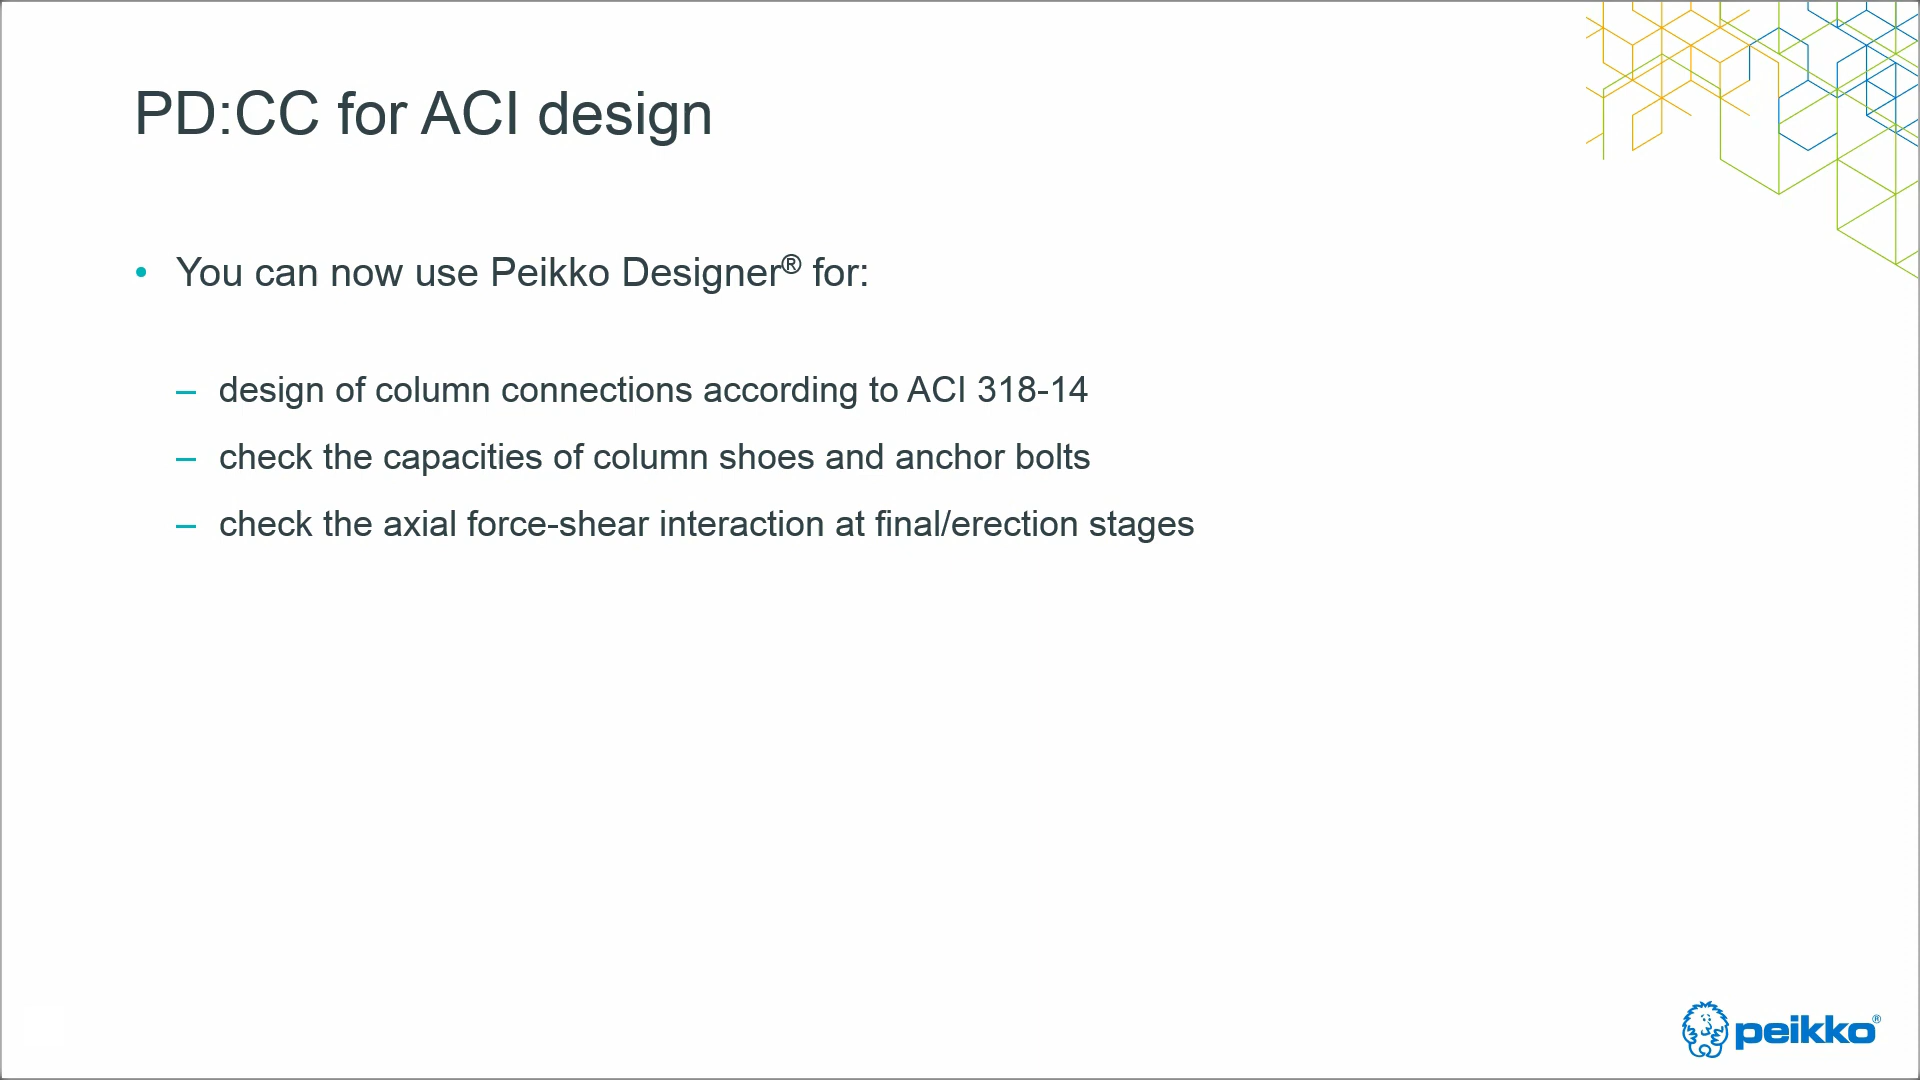 PD:CC for ACI design
• You can now use Peikko Designer® for:
– design of column connections according to ACI 318-14
– check the capacities of column shoes and anchor bolts
– check the axial force-shear interaction at final/erection stages
peikko®